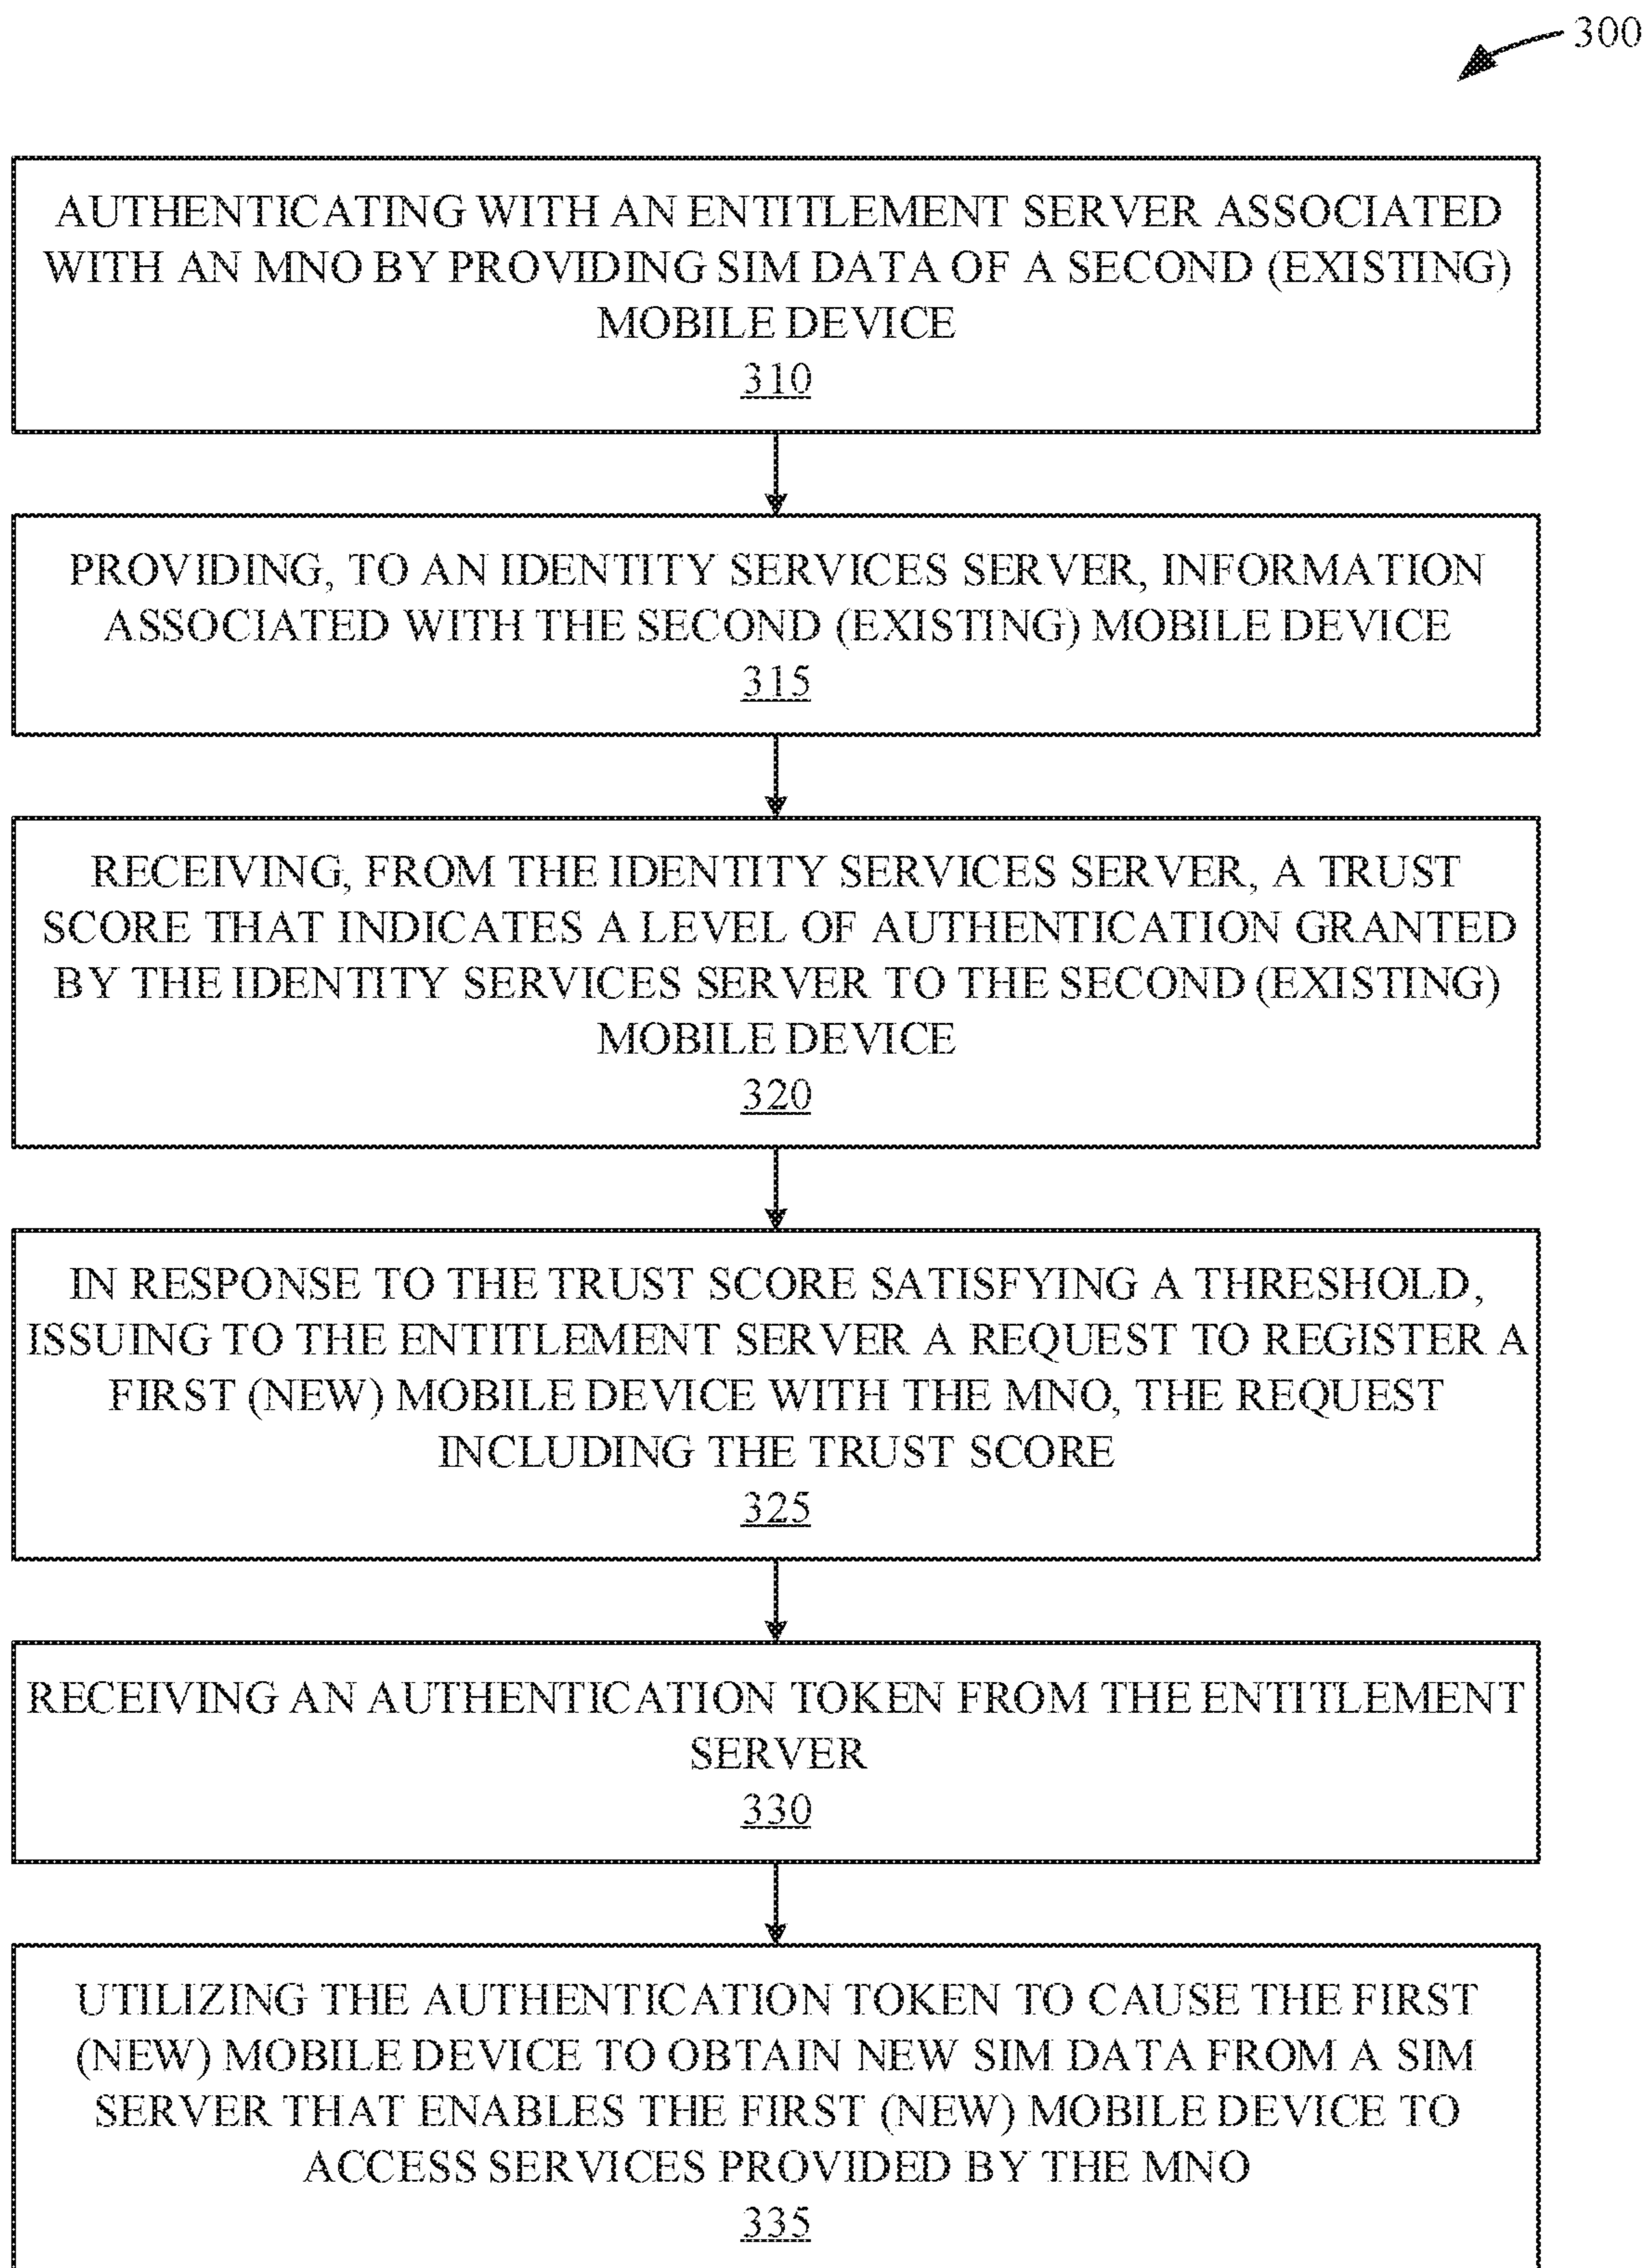 300
AUTHENTICATING WITH AN ENTITLEMENT SERVER ASSOCIATED
WITH AN MNO BY PROVIDING SIM DATA OF A SECOND (EXISTING)
MOBILE DEVICE
310
PROVIDING, TO AN IDENTITY SERVICES SERVER, INFORMATION
ASSOCIATED WITH THE SECOND (EXISTING) MOBILE DEVICE
315
RECEIVING, FROM THE IDENTITY SERVICES SERVER, A TRUST
SCORE THAT INDICATES A LEVEL OF AUTHENTICATION GRANTED
BY THE IDENTITY SERVICES SERVER TO THE SECOND (EXISTING)
MOBILE DEVICE
320
IN RESPONSE TO THE TRUST SCORE SATISFYING A THRESHOLD,
ISSUING TO THE ENTITLEMENT SERVER A REQUEST TO REGISTER A
FIRST (NEW) MOBILE DEVICE WITH THE MNO, THE REQUEST
INCLUDING THE TRUST SCORE
325
RECEIVING AN AUTHENTICATION TOKEN FROM THE ENTITLEMENT
SERVER
330
UTILIZING THE AUTHENTICATION TOKEN TO CAUSE THE FIRST
(NEW) MOBILE DEVICE TO OBTAIN NEW SIM DATA FROM A SIM
SERVER THAT ENABLES THE FIRST (NEW) MOBILE DEVICE TO
ACCESS SERVICES PROVIDED BY THE MNO
335